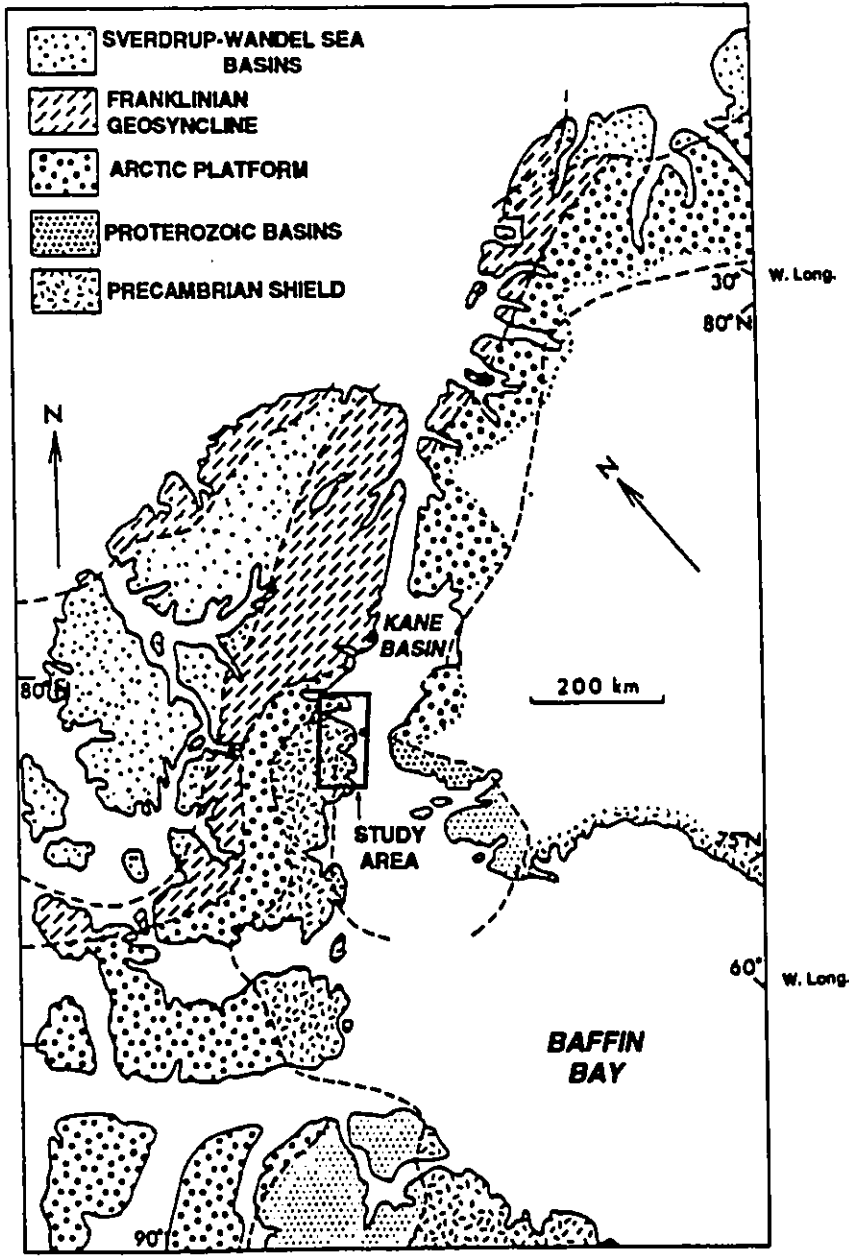 SVERDRUP-WANDEL SEA
BASINS
FRANKLINIAN
GEOSYNCLINE
ARCTIC PLATFORM
PROTEROZOIC BASINS
PRECAMBRIAN SHIELD
30°
W. Long.
80°N
N
N
KANE
BASIN
80°N
200 km
STUDY
AREA
75°N
60°
W. Long.
BAFFIN
BAY
90°